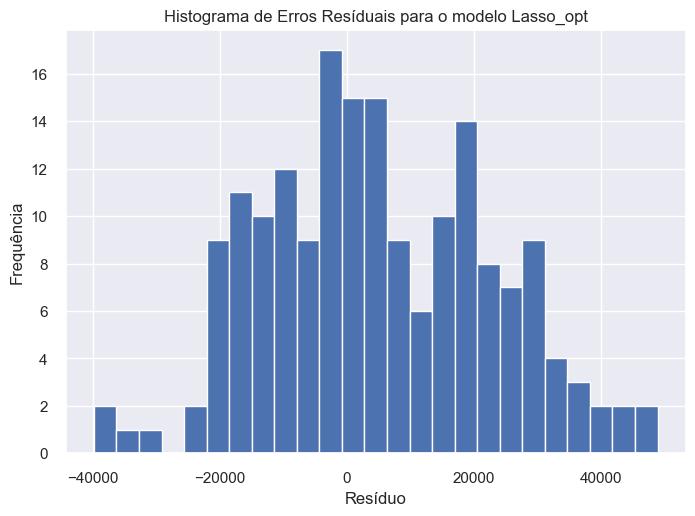 Histograma de Erros Resíduais para o modelo Lasso_opt
Frequência
16
14
12
10
8
6
4
2
0
−40000 −20000 0 20000 40000
Resíduo